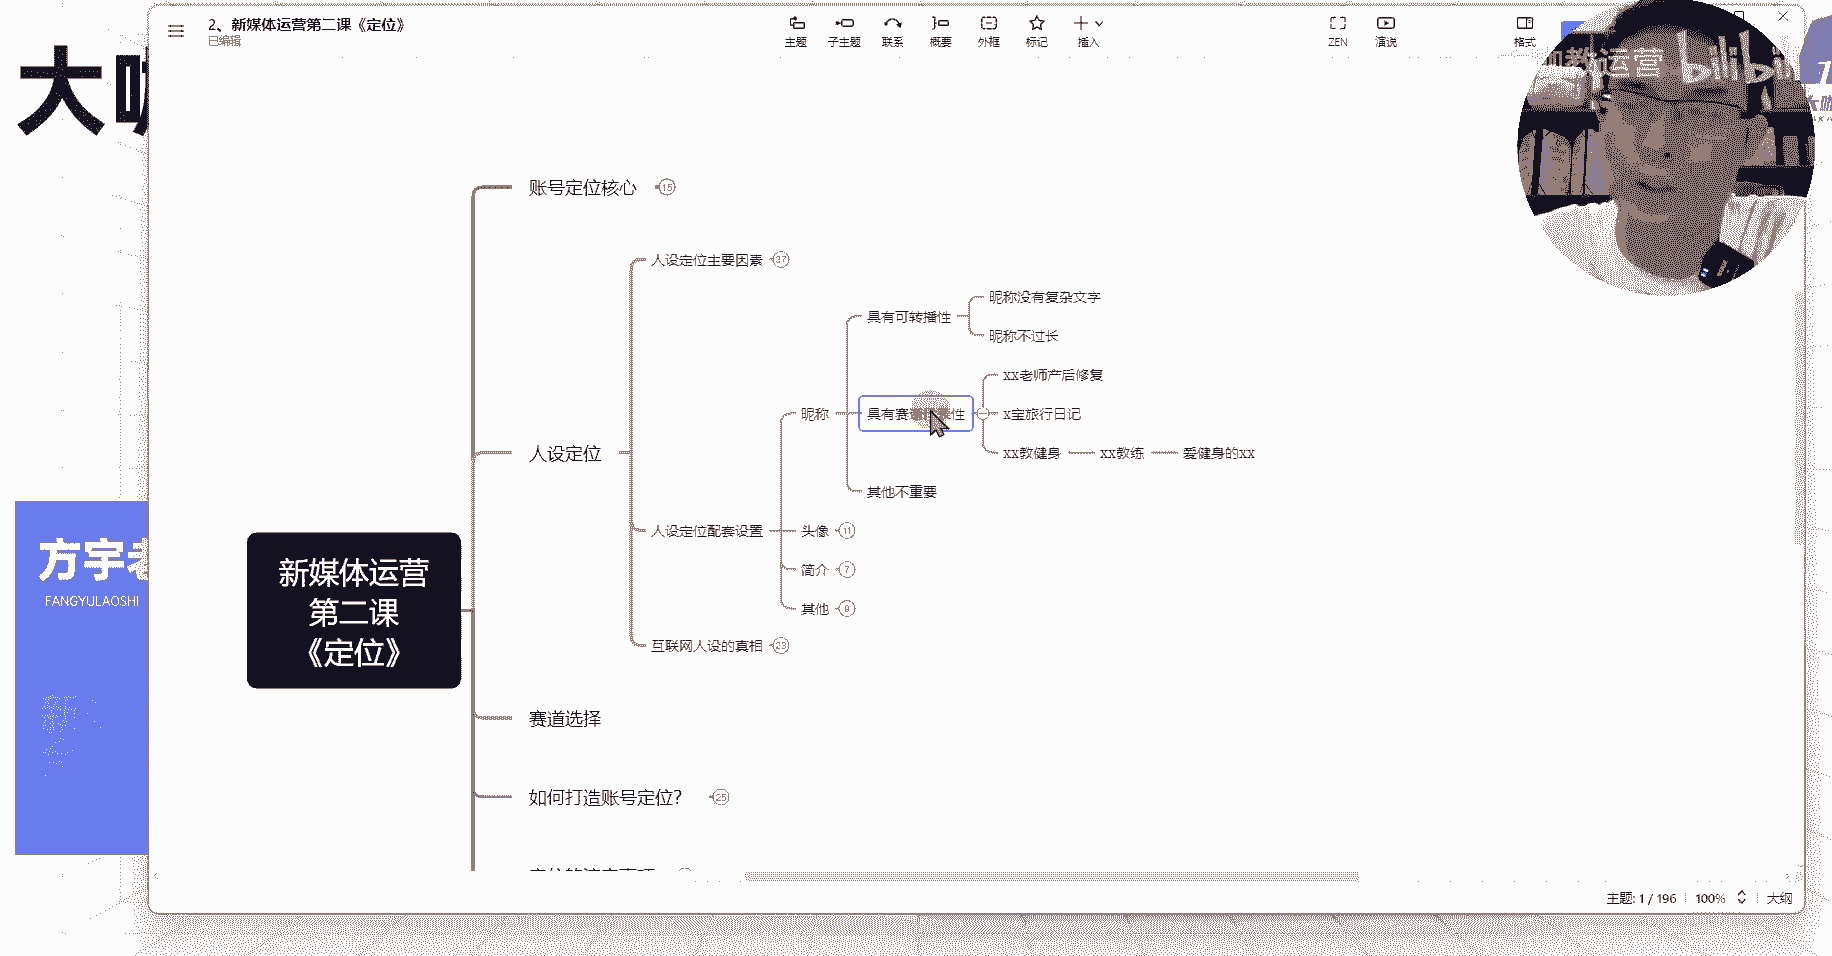 2、新媒体运营第二课《定位》
已编辑
主题
子主题
联系
概要
外框
标记
插入
ZEN
演说
格式
教运营
bilibili
大
方宇
FANGYULAOSHI
账号定位核心
15
人设定位主要因素
37
具有可转播性
昵称没有复杂文字
昵称不过长
昵称
xx老师产后修复
x宝旅行日记
xx教健身
xx教练
爱健身的xx
其他不重要
人设定位
人设定位配套设置
头像
11
简介
7
其他
9
互联网人设的真相
23
新媒体运营
第二课
《定位》
赛道选择
如何打造账号定位?
25
主题: 1 / 196
100%
大纲